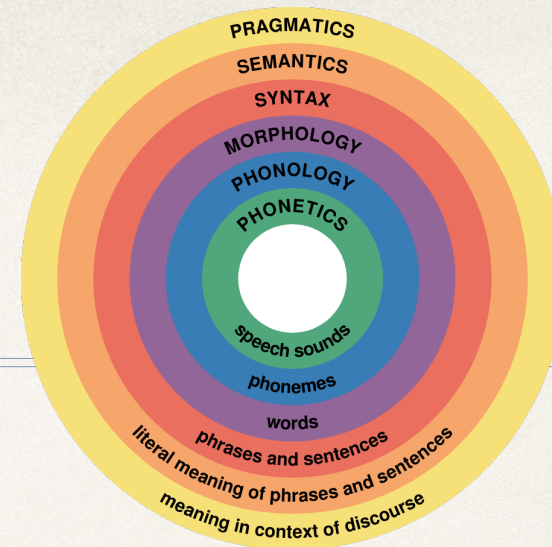 PRAGMATICS
SEMANTICS
SYNTAX
MORPHOLOGY
PHONOLOGY
PHONETICS
speech sounds
phonemes
words
phrases and sentences
literal meaning of phrases and sentences
meaning in context of discourse